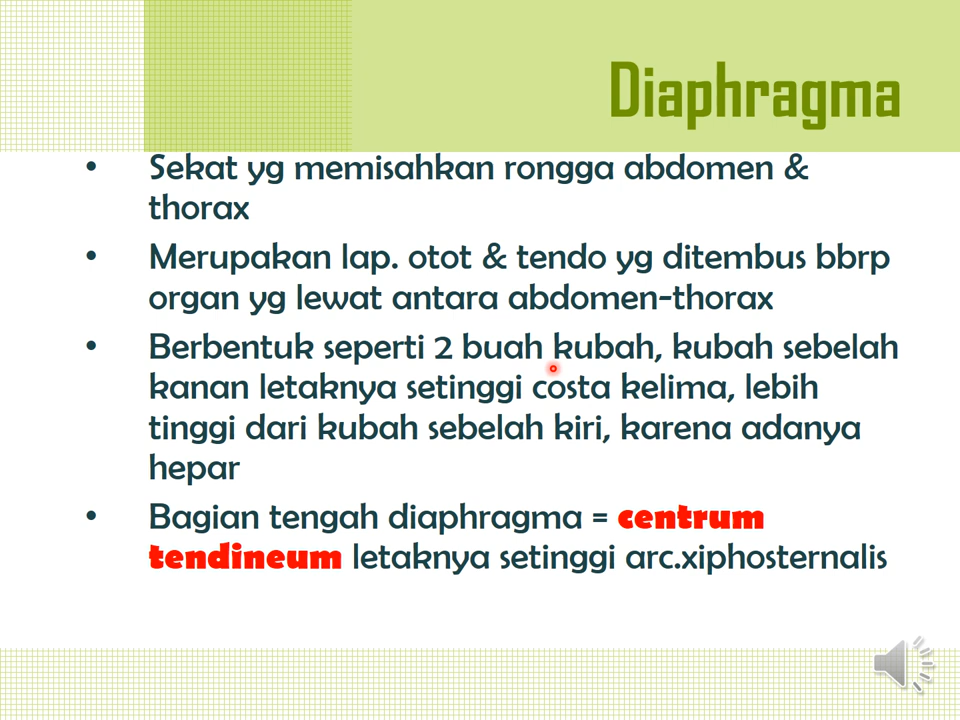 Diaphragma
• Sekat yg memisahkan rongga abdomen &
thorax
• Merupakan lap. otot & tendo yg ditembus bbrp
organ yg lewat antara abdomen-thorax
• Berbentuk seperti 2 buah kubah, kubah sebelah
kanan letaknya setinggi costa kelima, lebih
tinggi dari kubah sebelah kiri, karena adanya
hepar
• Bagian tengah diaphragma = centrum
tendineum letaknya setinggi arc.xiphosternalis